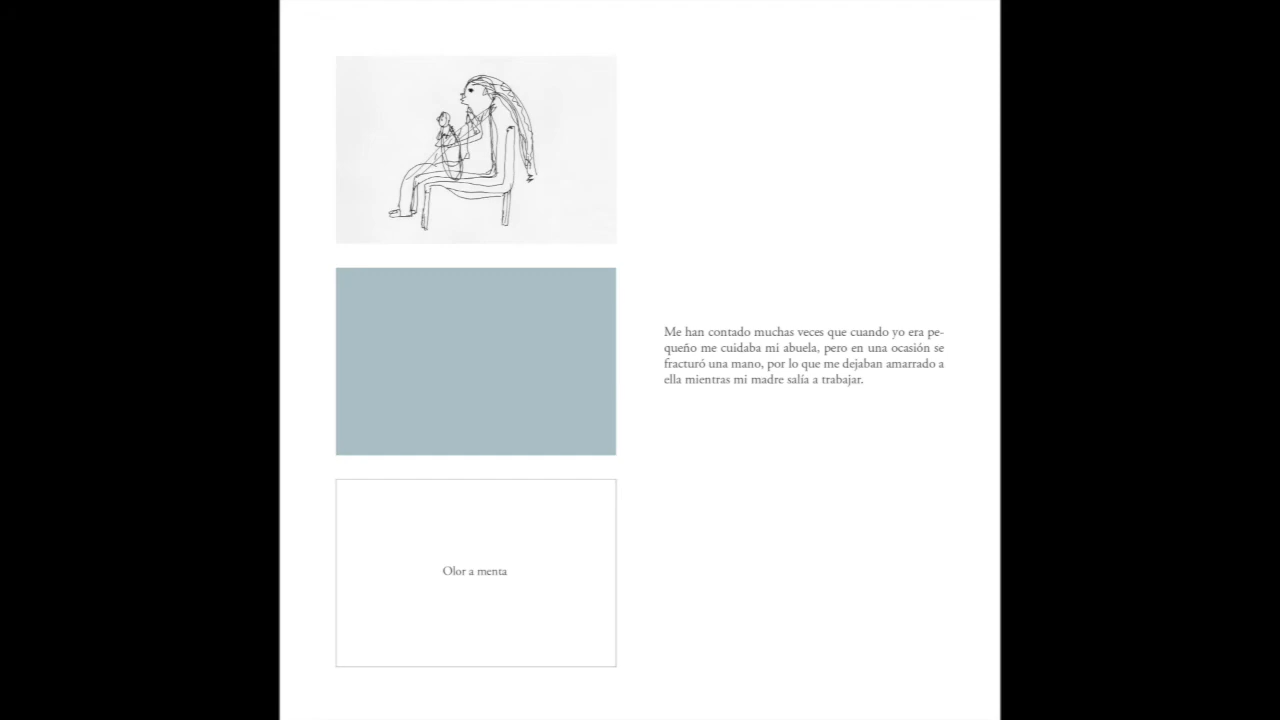 Me han contado muchas veces que cuando yo era pe-
queño me cuidaba mi abuela, pero en una ocasión se
fracturó una mano, por lo que me dejaban amarrado a
ella mientras mi madre salía a trabajar.
Olor a menta